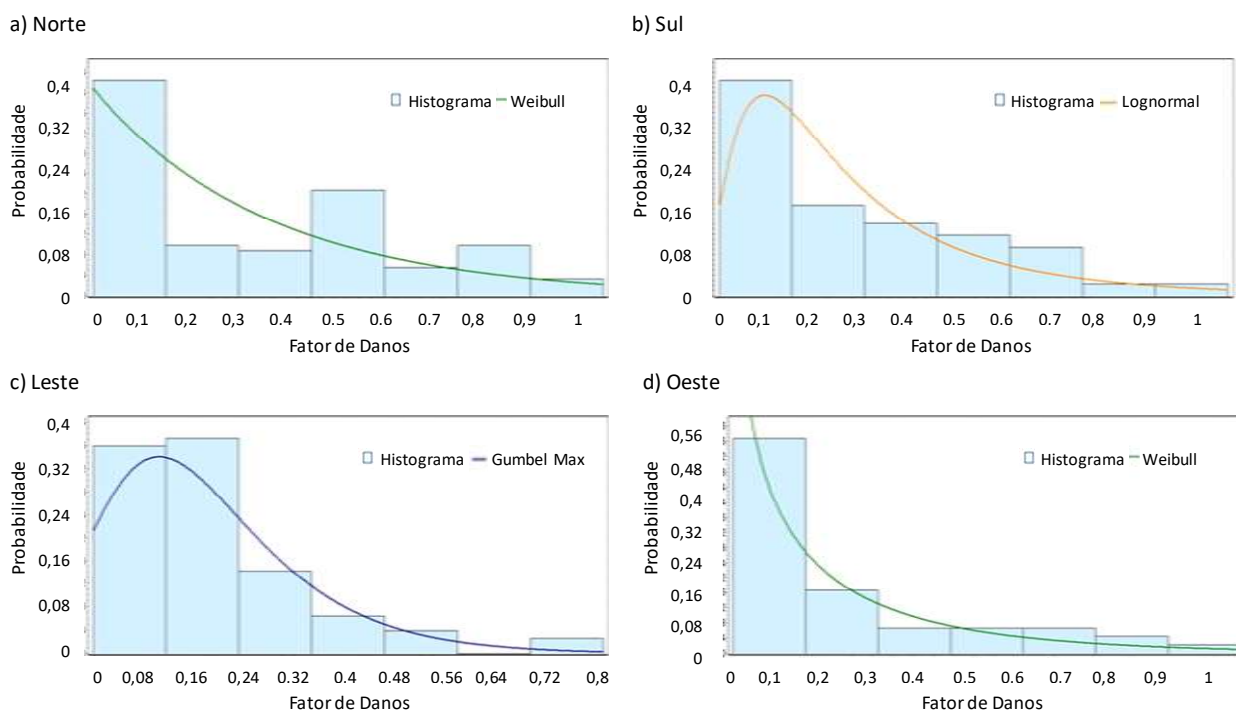 a) Norte
Probabilidade
0,4
0,32
0,24
0,16
0,08
0
Histograma Weibull
0 0,1 0,2 0,3 0.4 0.5 0.6 0.7 0,8 0,9 1
Fator de Danos
b) Sul
Probabilidade
0,4
0,32
0,24
0,16
0,08
0
Histograma Lognormal
0 0,1 0,2 0,3 0.4 0.5 0.6 0.7 0,8 0,9 1
Fator de Danos
c) Leste
Probabilidade
0,4
0,32
0,24
0,16
0,08
0
Histograma Gumbel Max
0 0,08 0,16 0,24 0.32 0.4 0.48 0.56 0,64 0,72 0,8
Fator de Danos
d) Oeste
Probabilidade
0,56
0,48
0,4
0,32
0,24
0,16
0,08
0
Histograma Weibull
0 0,1 0,2 0,3 0.4 0.5 0.6 0.7 0,8 0,9 1
Fator de Danos